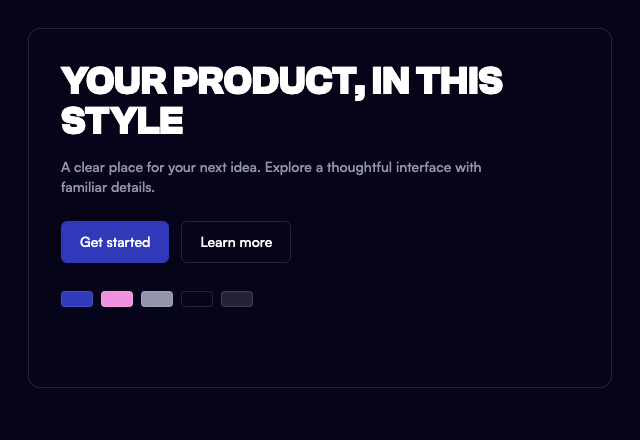 YOUR PRODUCT, IN THIS
STYLE
A clear place for your next idea. Explore a thoughtful interface with
familiar details.
Get started
Learn more